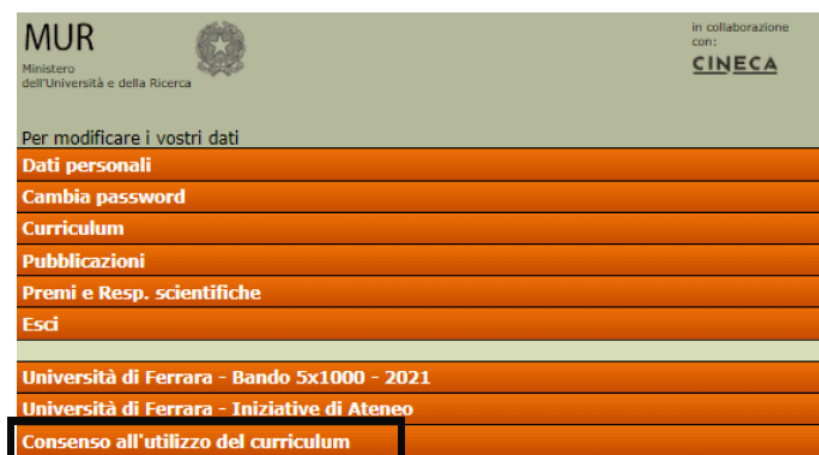 MUR
Ministero
dell'Università e della Ricerca
in collaborazione
con:
CINECA
Per modificare i vostri dati
Dati personali
Cambia password
Curriculum
Pubblicazioni
Premi e Resp. scientifiche
Esci
Università di Ferrara - Bando 5x1000 - 2021
Università di Ferrara - Iniziative di Ateneo
Consenso all'utilizzo del curriculum